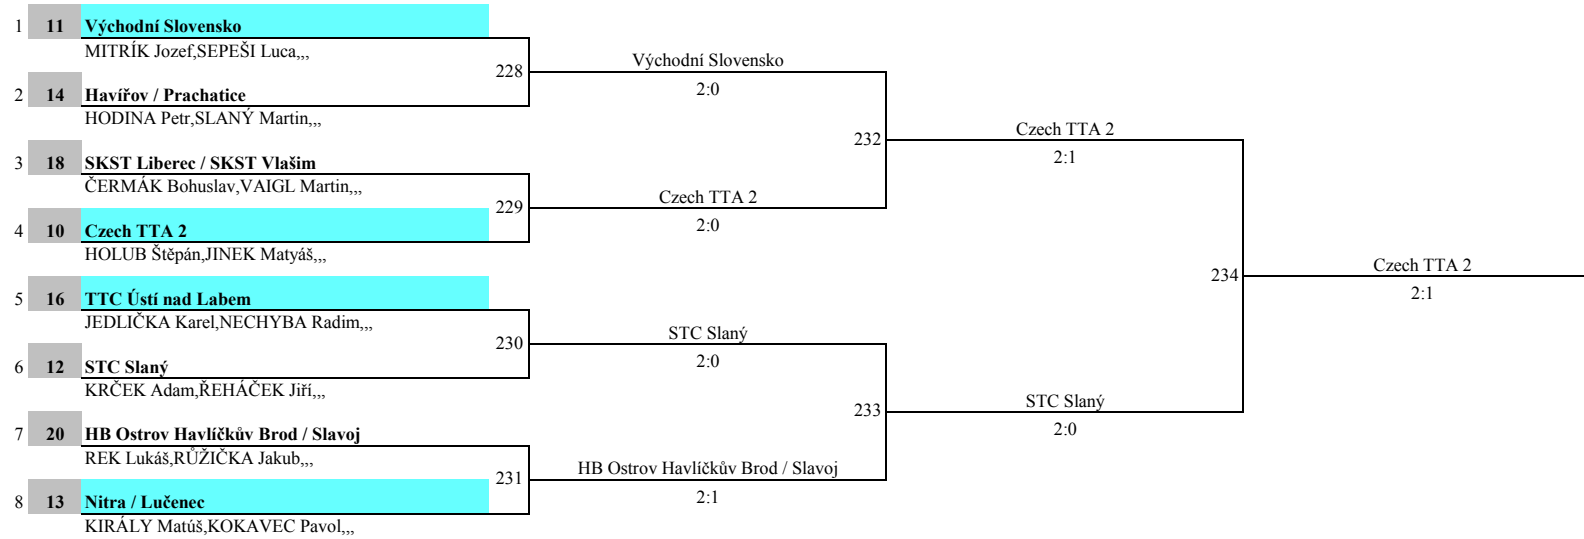 1 11 Východní Slovensko
MITRÍK Jozef,SEPEŠI Luca,,,
228
Východní Slovensko
2:0
2 14 Havířov / Prachatice
HODINA Petr,SLANÝ Martin,,,
232
Czech TTA 2
2:1
3 18 SKST Liberec / SKST Vlašim
ČERMÁK Bohuslav,VAIGL Martin,,,
229
Czech TTA 2
2:0
4 10 Czech TTA 2
HOLUB Štěpán,JINEK Matyáš,,,
234
Czech TTA 2
2:1
5 16 TTC Ústí nad Labem
JEDLIČKA Karel,NECHYBA Radim,,,
230
STC Slaný
2:0
6 12 STC Slaný
KRČEK Adam,ŘEHÁČEK Jiří,,,
233
STC Slaný
2:0
7 20 HB Ostrov Havlíčkův Brod / Slavoj
REK Lukáš,RŮŽIČKA Jakub,,,
231
HB Ostrov Havlíčkův Brod / Slavoj
2:1
8 13 Nitra / Lučenec
KIRÁLY Matúš,KOKAVEC Pavol,,,